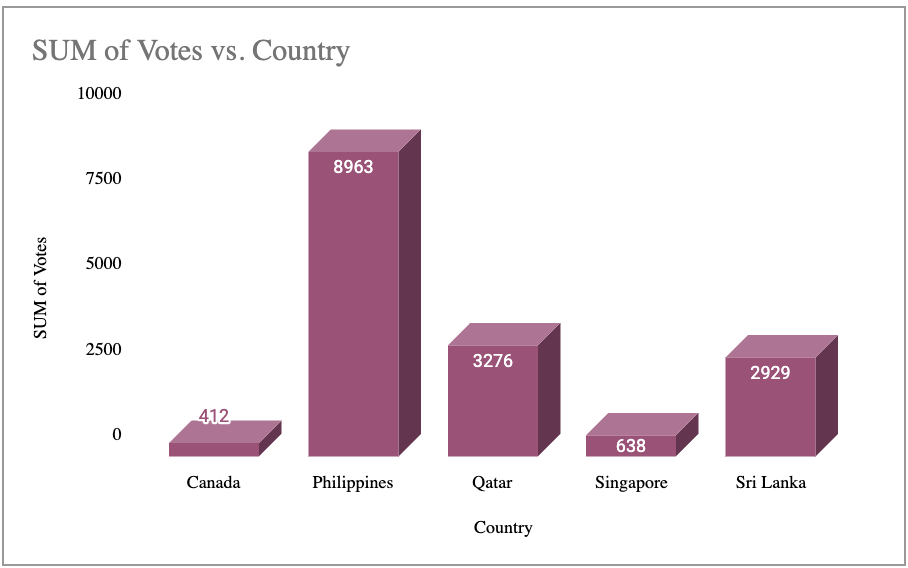 SUM of Votes vs. Country
10000
7500
5000
2500
0
SUM of Votes
412
8963
3276
638
2929
Canada
Philippines
Qatar
Singapore
Sri Lanka
Country